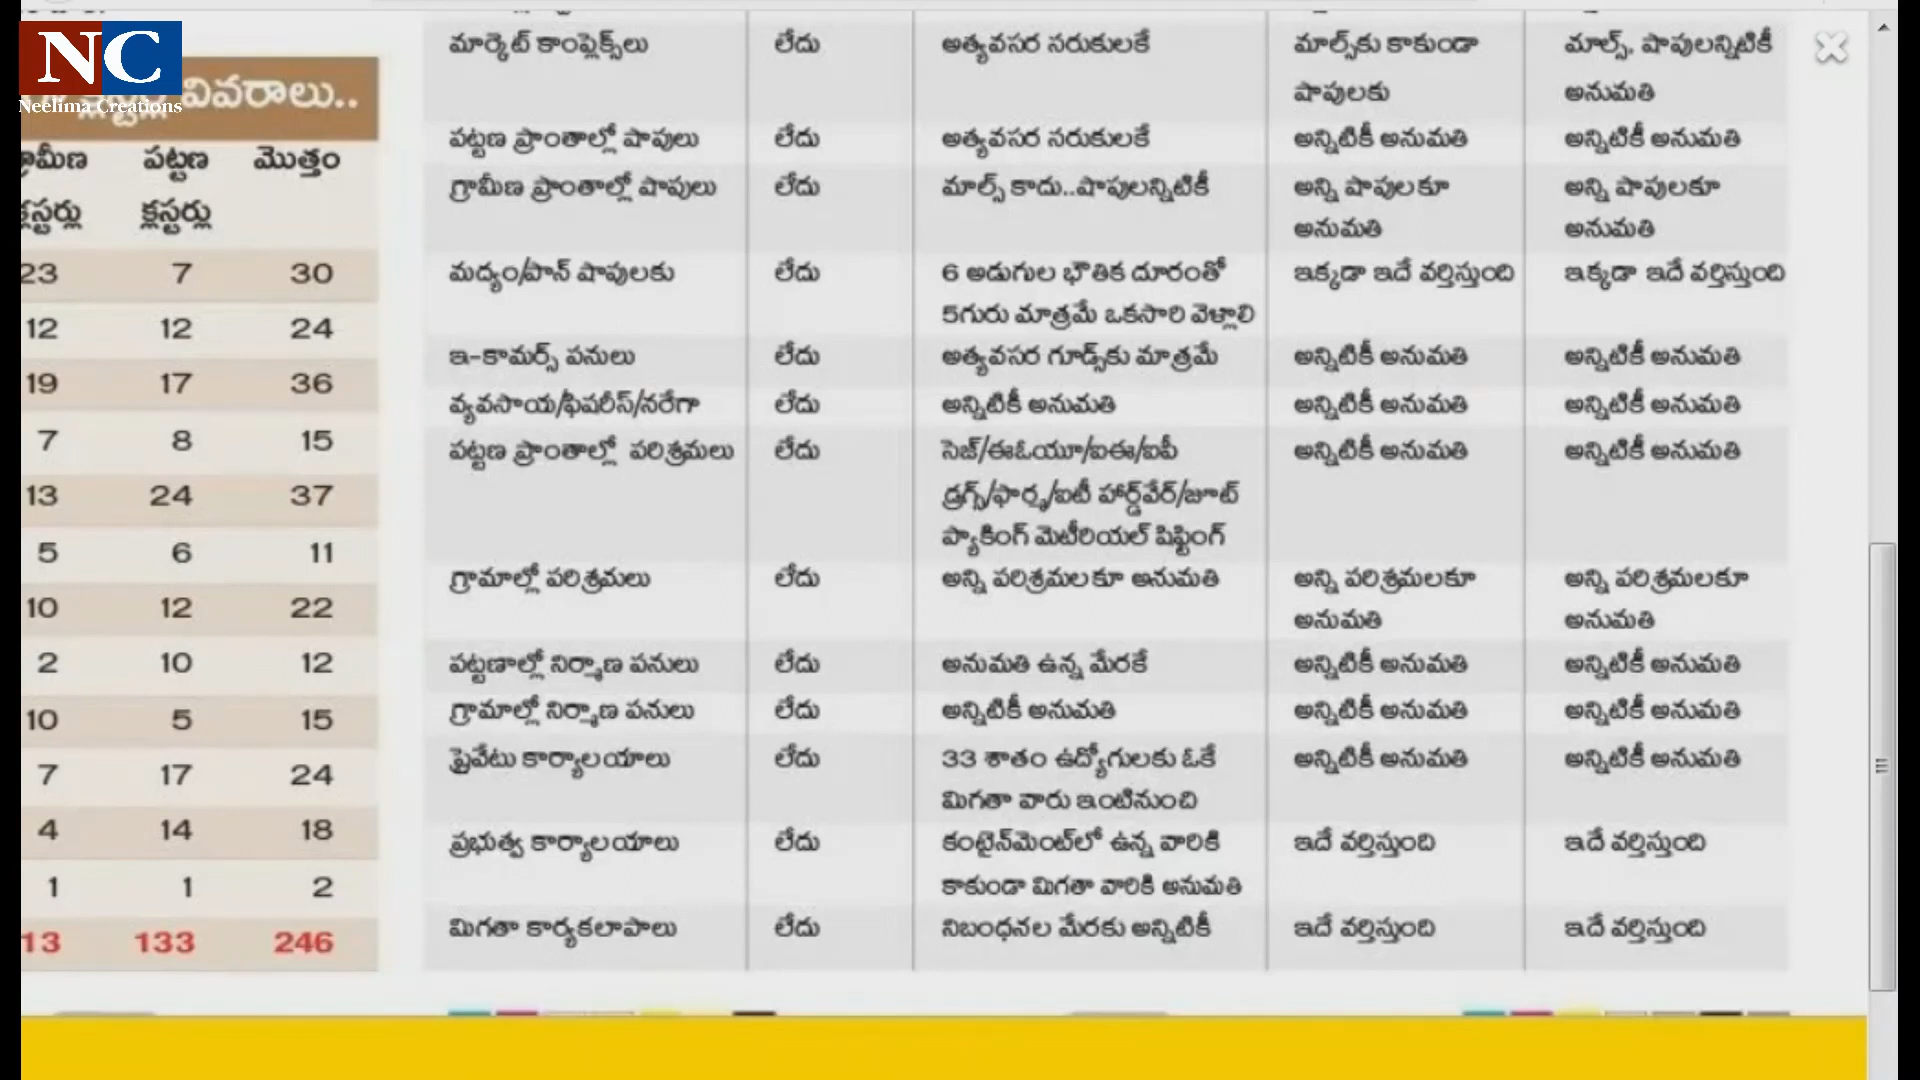 NC
Neelima Creations
వివరాలు..
పట్టణ మొత్తం
క్లస్టర్లు క్లస్టర్లు
23 7 30
12 12 24
19 17 36
7 8 15
13 24 37
5 6 11
10 12 22
2 10 12
10 5 15
7 17 24
4 14 18
1 1 2
13 133 246
మార్కెట్ కాంప్లెక్స్‌లు లేదు అత్యవసర సరుకులకే మాల్స్‌కు కాకుండా మాల్స్, షాపులన్నిటికీ
షాపులకు అనుమతి
పట్టణ ప్రాంతాల్లో షాపులు లేదు అత్యవసర సరుకులకే అన్నిటికీ అనుమతి అన్నిటికీ అనుమతి
గ్రామీణ ప్రాంతాల్లో షాపులు లేదు మాల్స్ కాదు..షాపులన్నిటికీ అన్ని షాపులకూ అన్ని షాపులకూ
అనుమతి అనుమతి
మద్యం/పాన్ షాపులకు లేదు 6 అడుగుల భౌతిక దూరంతో ఇక్కడా ఇదే వర్తిస్తుంది ఇక్కడా ఇదే వర్తిస్తుంది
5గురు మాత్రమే ఒకసారి వెళ్లాలి
ఇ-కామర్స్ పనులు లేదు అత్యవసర గూడ్స్‌కు మాత్రమే అన్నిటికీ అనుమతి అన్నిటికీ అనుమతి
వ్యవసాయ/ఫిషరీస్/నరేగా లేదు అన్నిటికీ అనుమతి అన్నిటికీ అనుమతి అన్నిటికీ అనుమతి
పట్టణ ప్రాంతాల్లో పరిశ్రమలు లేదు సెజ్/ఈఓయూ/ఐఈ/ఐపీ అన్నిటికీ అనుమతి అన్నిటికీ అనుమతి
డ్రగ్స్/ఫార్మ/ఐటీ హార్డ్‌వేర్/జూట్
ప్యాకింగ్ మెటీరియల్ షిఫ్టింగ్
గ్రామాల్లో పరిశ్రమలు లేదు అన్ని పరిశ్రమలకూ అనుమతి అన్ని పరిశ్రమలకూ అన్ని పరిశ్రమలకూ
అనుమతి అనుమతి
పట్టణాల్లో నిర్మాణ పనులు లేదు అనుమతి ఉన్న మేరకే అన్నిటికీ అనుమతి అన్నిటికీ అనుమతి
గ్రామాల్లో నిర్మాణ పనులు లేదు అన్నిటికీ అనుమతి అన్నిటికీ అనుమతి అన్నిటికీ అనుమతి
ప్రైవేటు కార్యాలయాలు లేదు 33 శాతం ఉద్యోగులకు ఓకే అన్నిటికీ అనుమతి అన్నిటికీ అనుమతి
మిగతా వారు ఇంటినుంచి
ప్రభుత్వ కార్యాలయాలు లేదు కంటైన్‌మెంట్‌లో ఉన్న వారికి ఇదే వర్తిస్తుంది ఇదే వర్తిస్తుంది
కాకుండా మిగతా వారికి అనుమతి
మిగతా కార్యకలాపాలు లేదు నిబంధనల మేరకు అన్నిటికీ ఇదే వర్తిస్తుంది ఇదే వర్తిస్తుంది